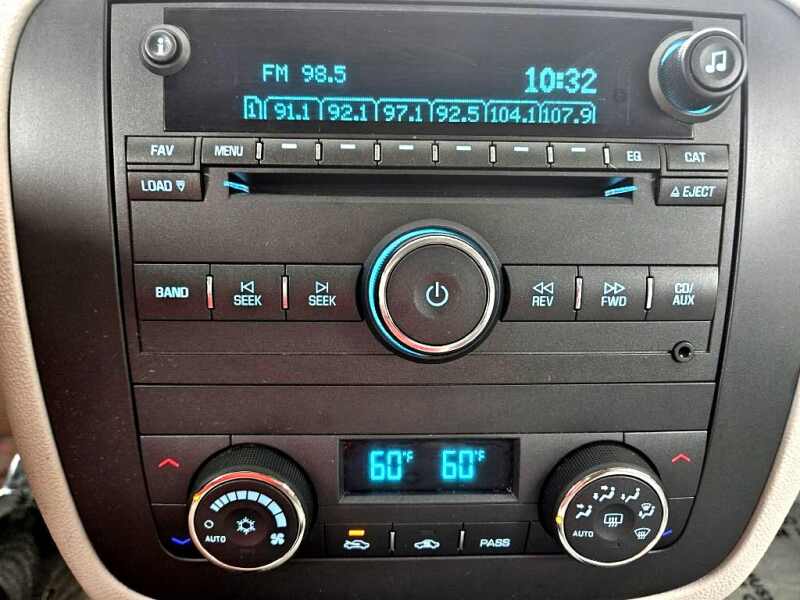 i
FM 98.5 10:32
1 91.1 92.1 97.1 92.5 104.1 107.9
FAV MENU EQ CAT
LOAD EJECT
BAND SEEK SEEK REV FWD CD/
AUX
60°F 60°F
AUTO AUTO
PASS